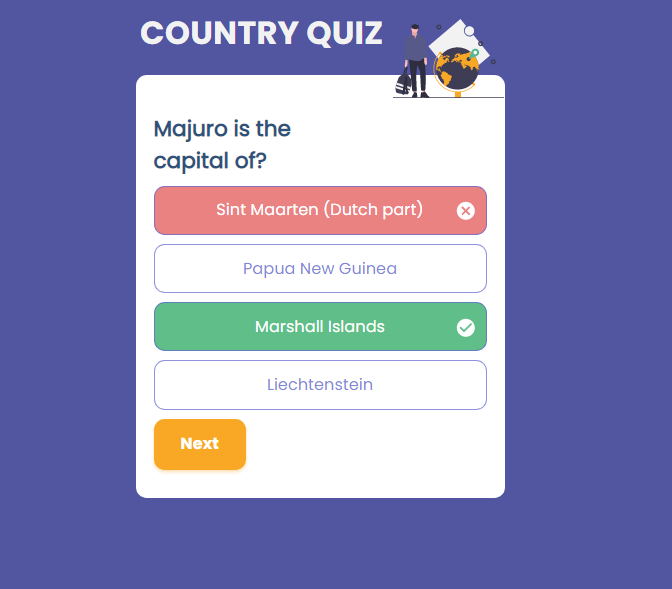 COUNTRY QUIZ
Majuro is the
capital of?
Sint Maarten (Dutch part)
Papua New Guinea
Marshall Islands
Liechtenstein
Next